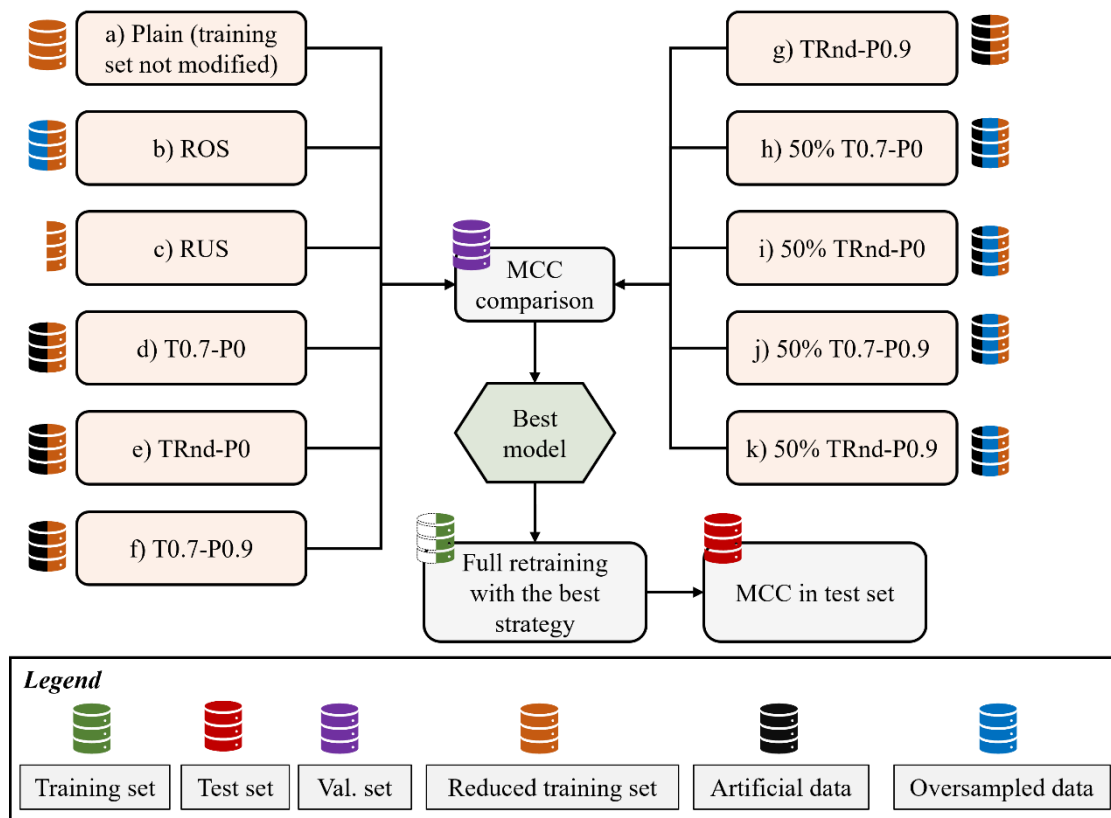 a) Plain (training
set not modified)
b) ROS
c) RUS
d) T0.7-P0
e) TRnd-P0
f) T0.7-P0.9
g) TRnd-P0.9
h) 50% T0.7-P0
i) 50% TRnd-P0
j) 50% T0.7-P0.9
k) 50% TRnd-P0.9
MCC
comparison
Best
model
Full retraining
with the best
strategy
MCC in test set
Legend
Training set
Test set
Val. set
Reduced training set
Artificial data
Oversampled data